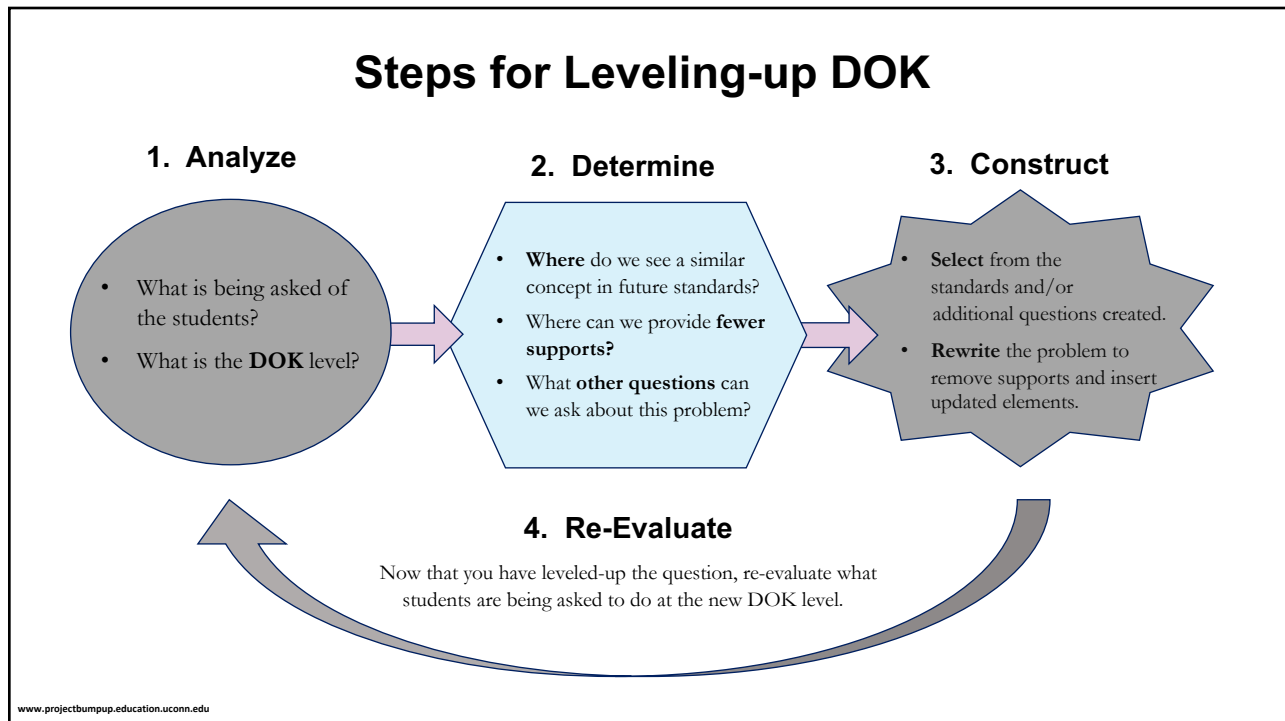 Steps for Leveling-up DOK
1. Analyze
• What is being asked of
the students?
• What is the DOK level?
2. Determine
• Where do we see a similar
concept in future standards?
• Where can we provide fewer
supports?
• What other questions can
we ask about this problem?
3. Construct
• Select from the
standards and/or
additional questions created.
• Rewrite the problem to
remove supports and insert
updated elements.
4. Re-Evaluate
Now that you have leveled-up the question, re-evaluate what
students are being asked to do at the new DOK level.
www.projectbumpup.education.uconn.edu